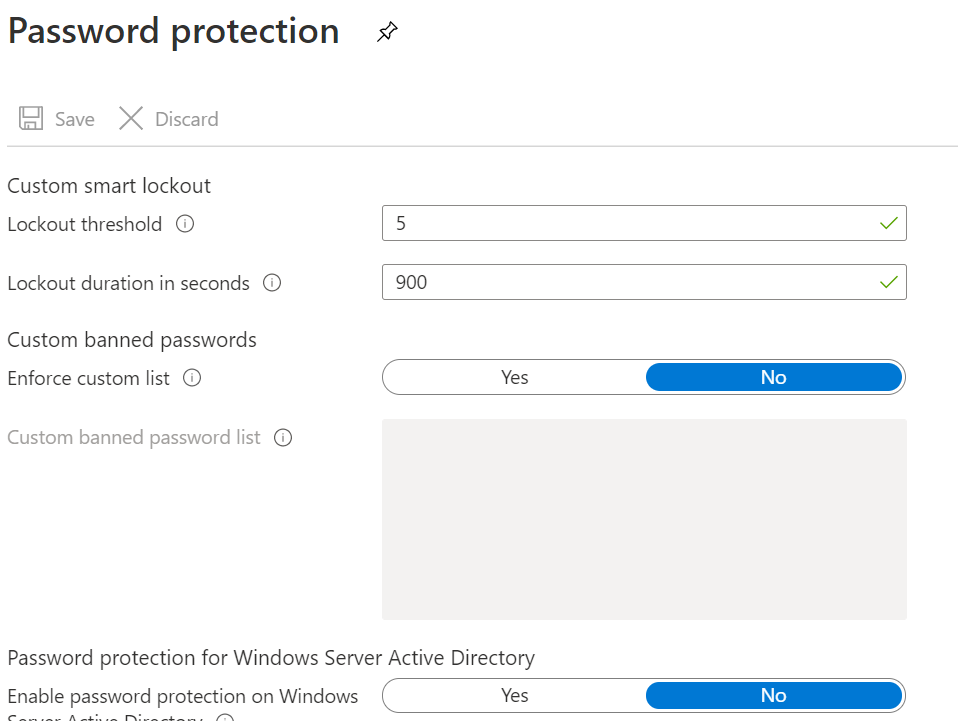 Password protection
Save Discard
Custom smart lockout
Lockout threshold 5
Lockout duration in seconds 900
Custom banned passwords
Enforce custom list Yes No
Custom banned password list
Password protection for Windows Server Active Directory
Enable password protection on Windows Yes No
Server Active Directory